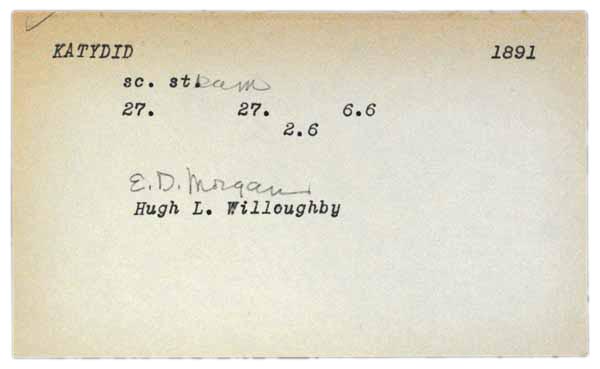 KATYDID 1891
sc. steam
27. 27. 6.6
2.6
E.D. Morgan
Hugh L. Willoughby